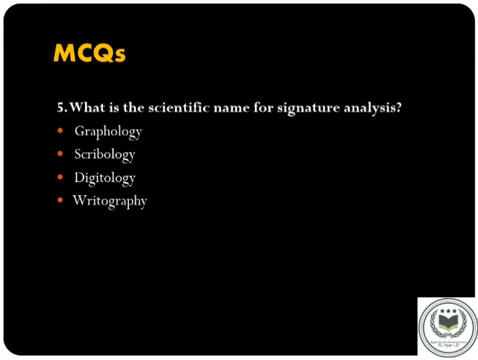 MCQs
5. What is the scientific name for signature analysis?
Graphology
Scribology
Digitology
Writography